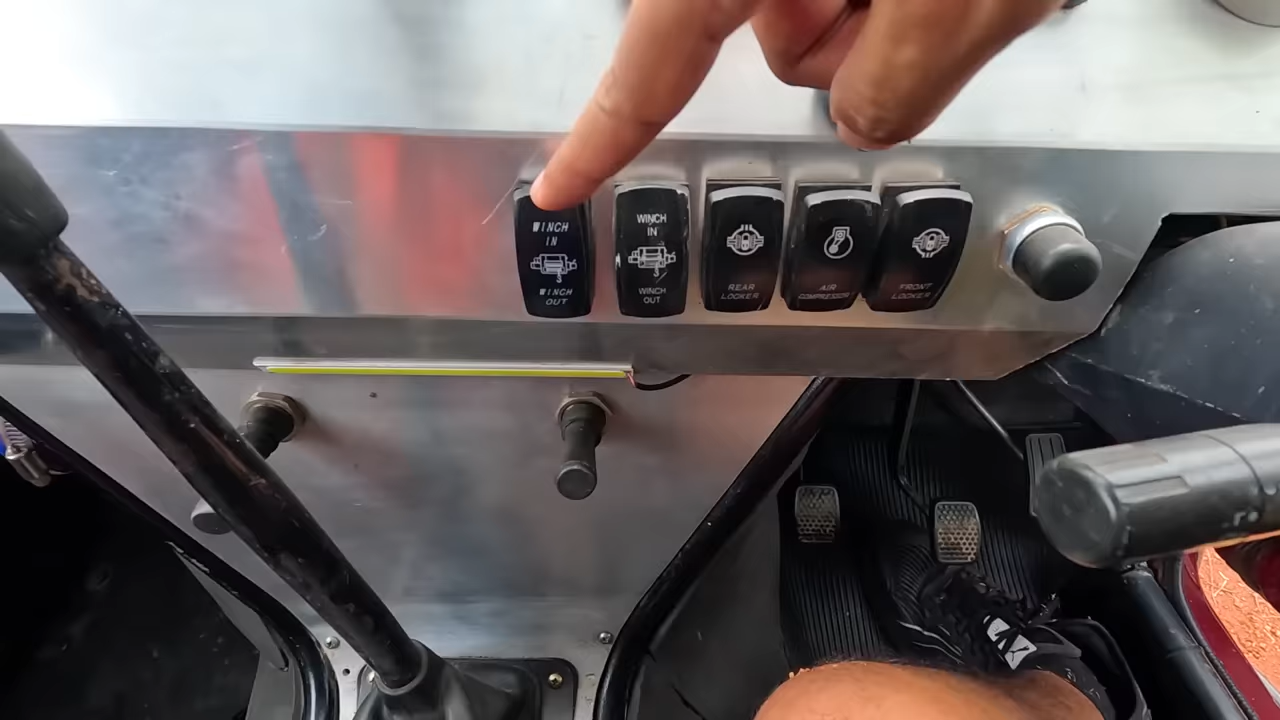 WINCH
IN
WINCH
OUT
WINCH
IN
WINCH
OUT
REAR
LOCKER
AIR
COMPRESSOR
FRONT
LOCKER